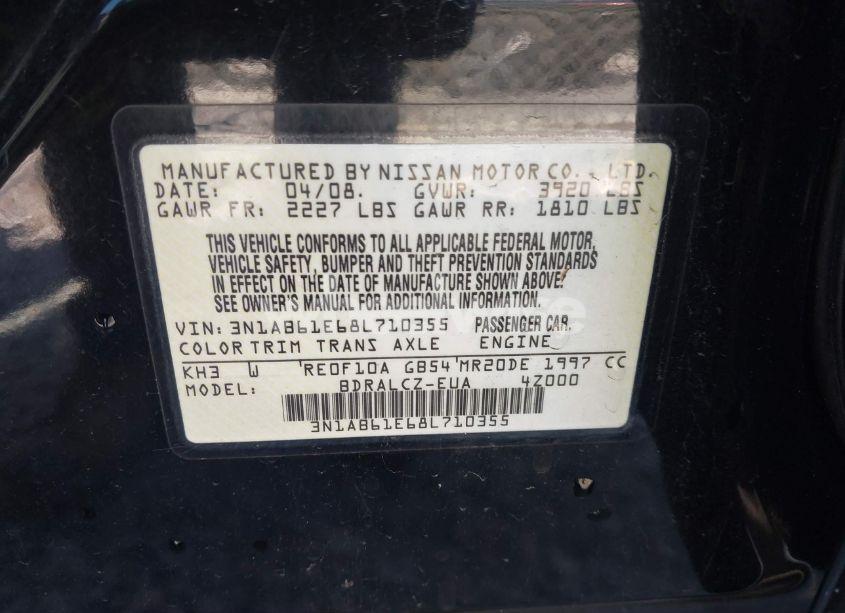 MANUFACTURED BY NISSAN MOTOR CO., LTD.
DATE: 04/08. GVWR: 3920 LBS
GAWR FR: 2227 LBS GAWR RR: 1810 LBS
THIS VEHICLE CONFORMS TO ALL APPLICABLE FEDERAL MOTOR,
VEHICLE SAFETY, BUMPER AND THEFT PREVENTION STANDARDS
IN EFFECT ON THE DATE OF MANUFACTURE SHOWN ABOVE.
SEE OWNER'S MANUAL FOR ADDITIONAL INFORMATION.
VIN: 3N1AB61E68L710355 PASSENGER CAR.
COLOR TRIM TRANS AXLE ENGINE
KH3 W RE0F10A GB54 MR20DE 1997 CC
MODEL: BDRALCZ-EUA 4Z000
3N1AB61E68L710355